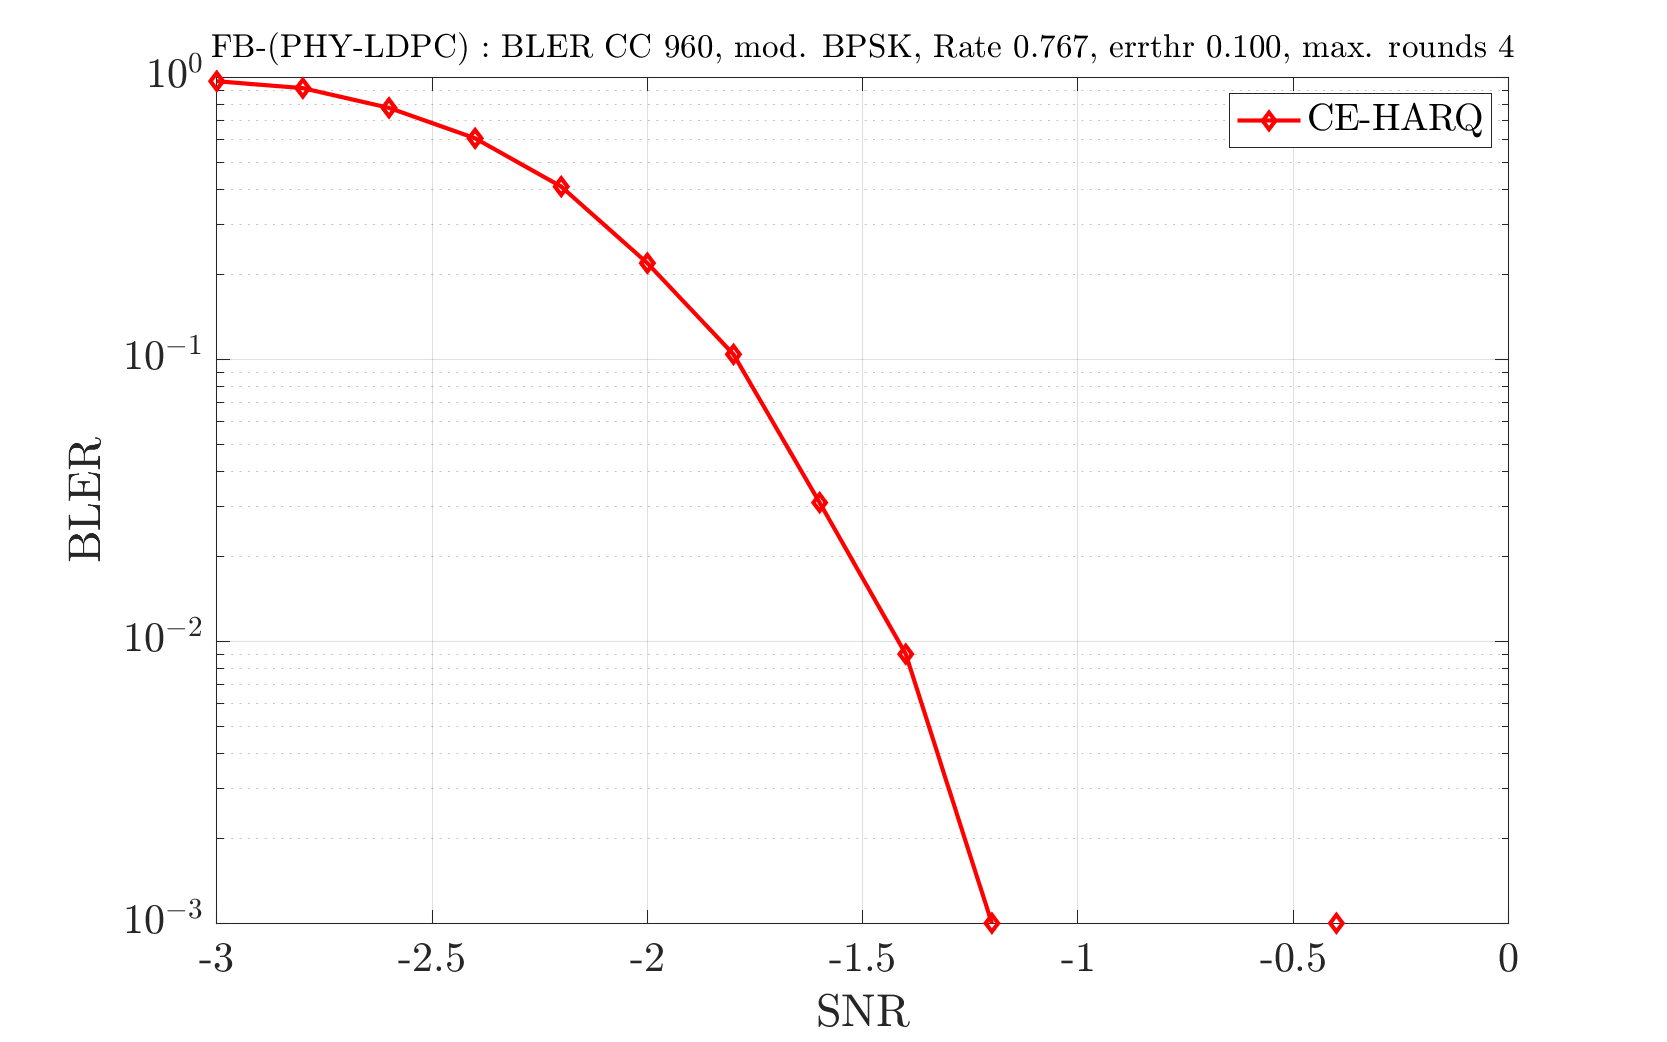 FB-(PHY-LDPC) : BLER CC 960, mod. BPSK, Rate 0.767, errthr 0.100, max. rounds 4
CE-HARQ
10^0
10^-1
10^-2
10^-3
BLER
-3 -2.5 -2 -1.5 -1 -0.5 0
SNR